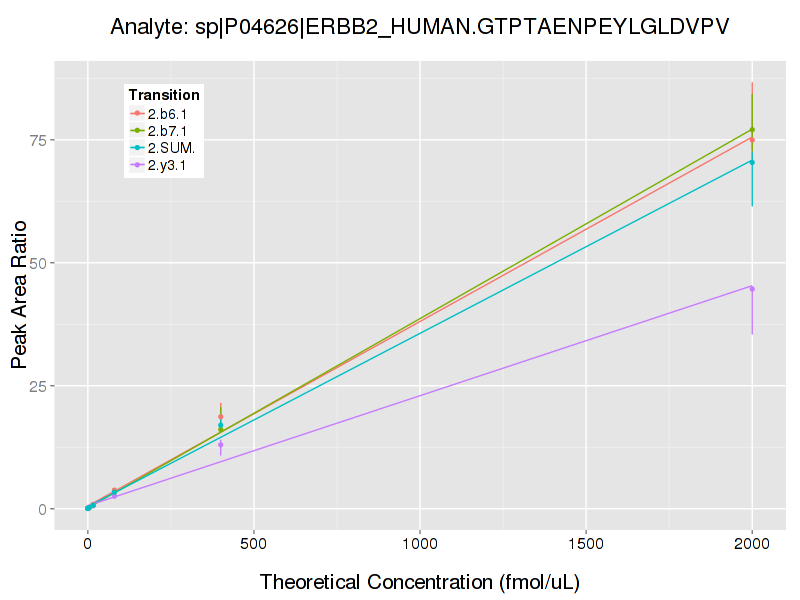 Analyte: sp|P04626|ERBB2_HUMAN.GTPTAENPEYLGLDVPV
Transition
2.b6.1
2.b7.1
2.SUM.
2.y3.1
Peak Area Ratio
75
50
25
0
0 500 1000 1500 2000
Theoretical Concentration (fmol/uL)